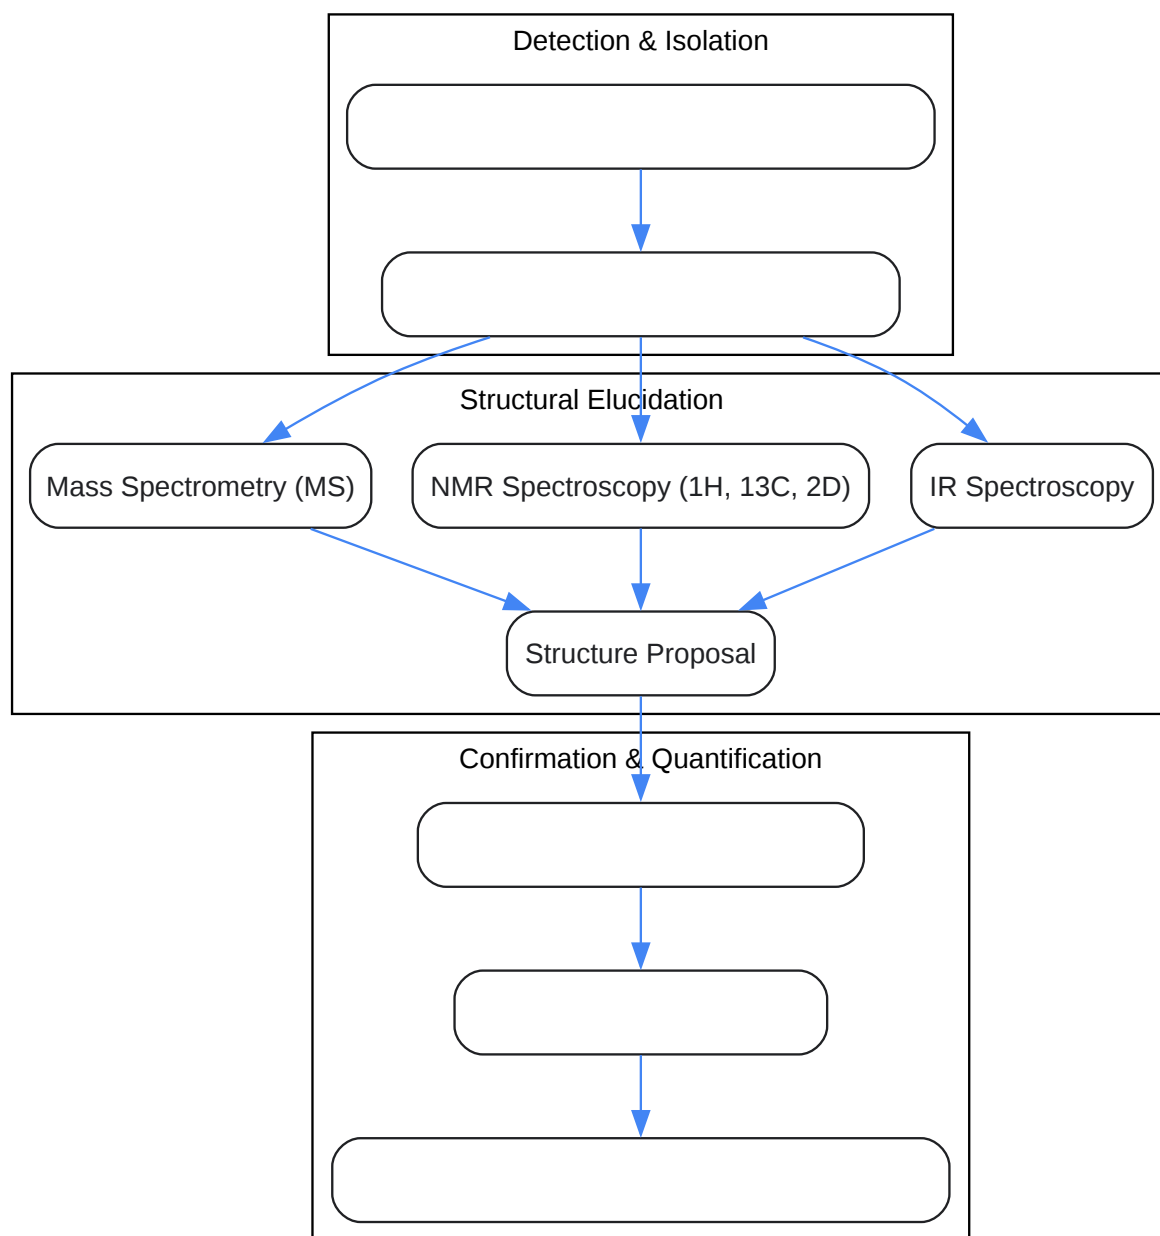 Detection & Isolation
Structural Elucidation
Mass Spectrometry (MS)
NMR Spectroscopy (1H, 13C, 2D)
IR Spectroscopy
Structure Proposal
Confirmation & Quantification